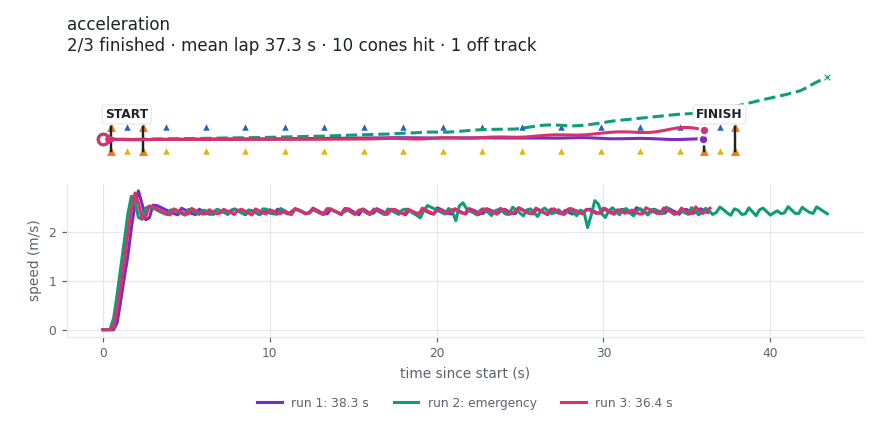 acceleration
2/3 finished · mean lap 37.3 s · 10 cones hit · 1 off track
START
FINISH
speed (m/s)
2
1
0
0
10
20
30
40
time since start (s)
run 1: 38.3 s
run 2: emergency
run 3: 36.4 s